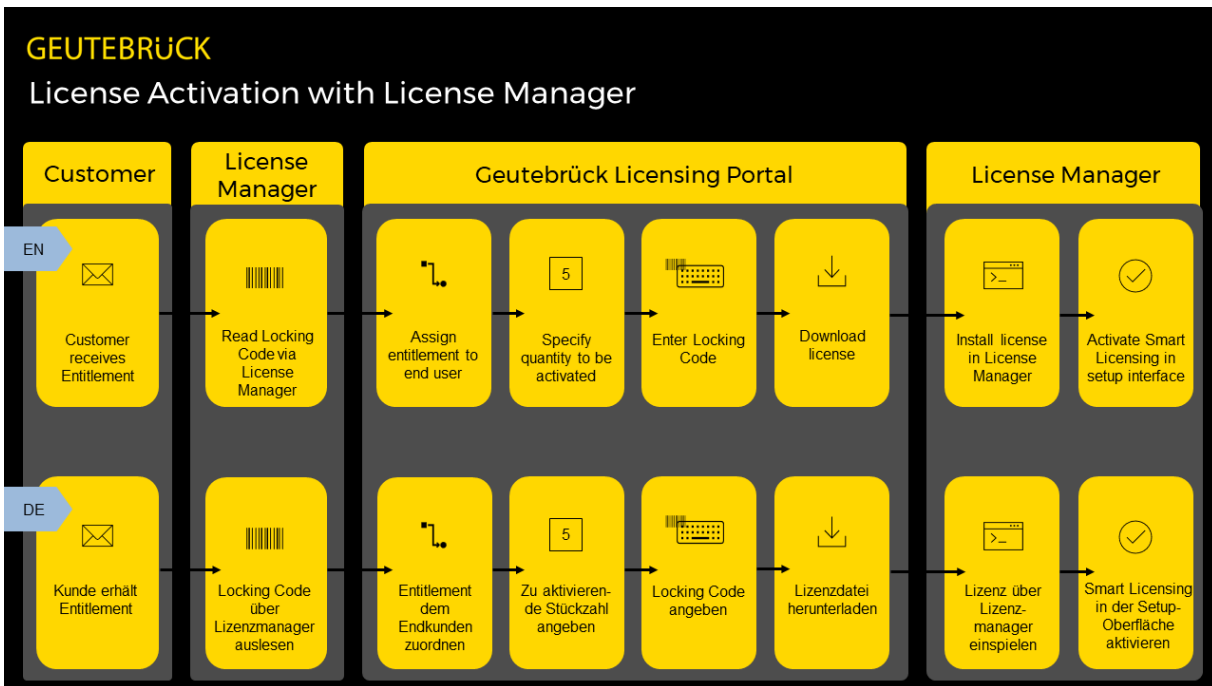 GEUTEBRÜCK
License Activation with License Manager
Customer
License
Manager
Geutebrück Licensing Portal
License Manager
EN
Customer
receives
Entitlement
Read Locking
Code via
License
Manager
Assign
entitlement to
end user
5
Specify
quantity to be
activated
Enter Locking
Code
Download
license
>_
Install license
in License
Manager
Activate Smart
Licensing in
setup interface
DE
Kunde erhält
Entitlement
Locking Code
über
Lizenzmanager
auslesen
Entitlement
dem
Endkunden
zuordnen
5
Zu aktivieren-
de Stückzahl
angeben
Locking Code
angeben
Lizenzdatei
herunterladen
>_
Lizenz über
Lizenz-
manager
einspielen
Smart Licensing
in der Setup-
Oberfläche
aktivieren